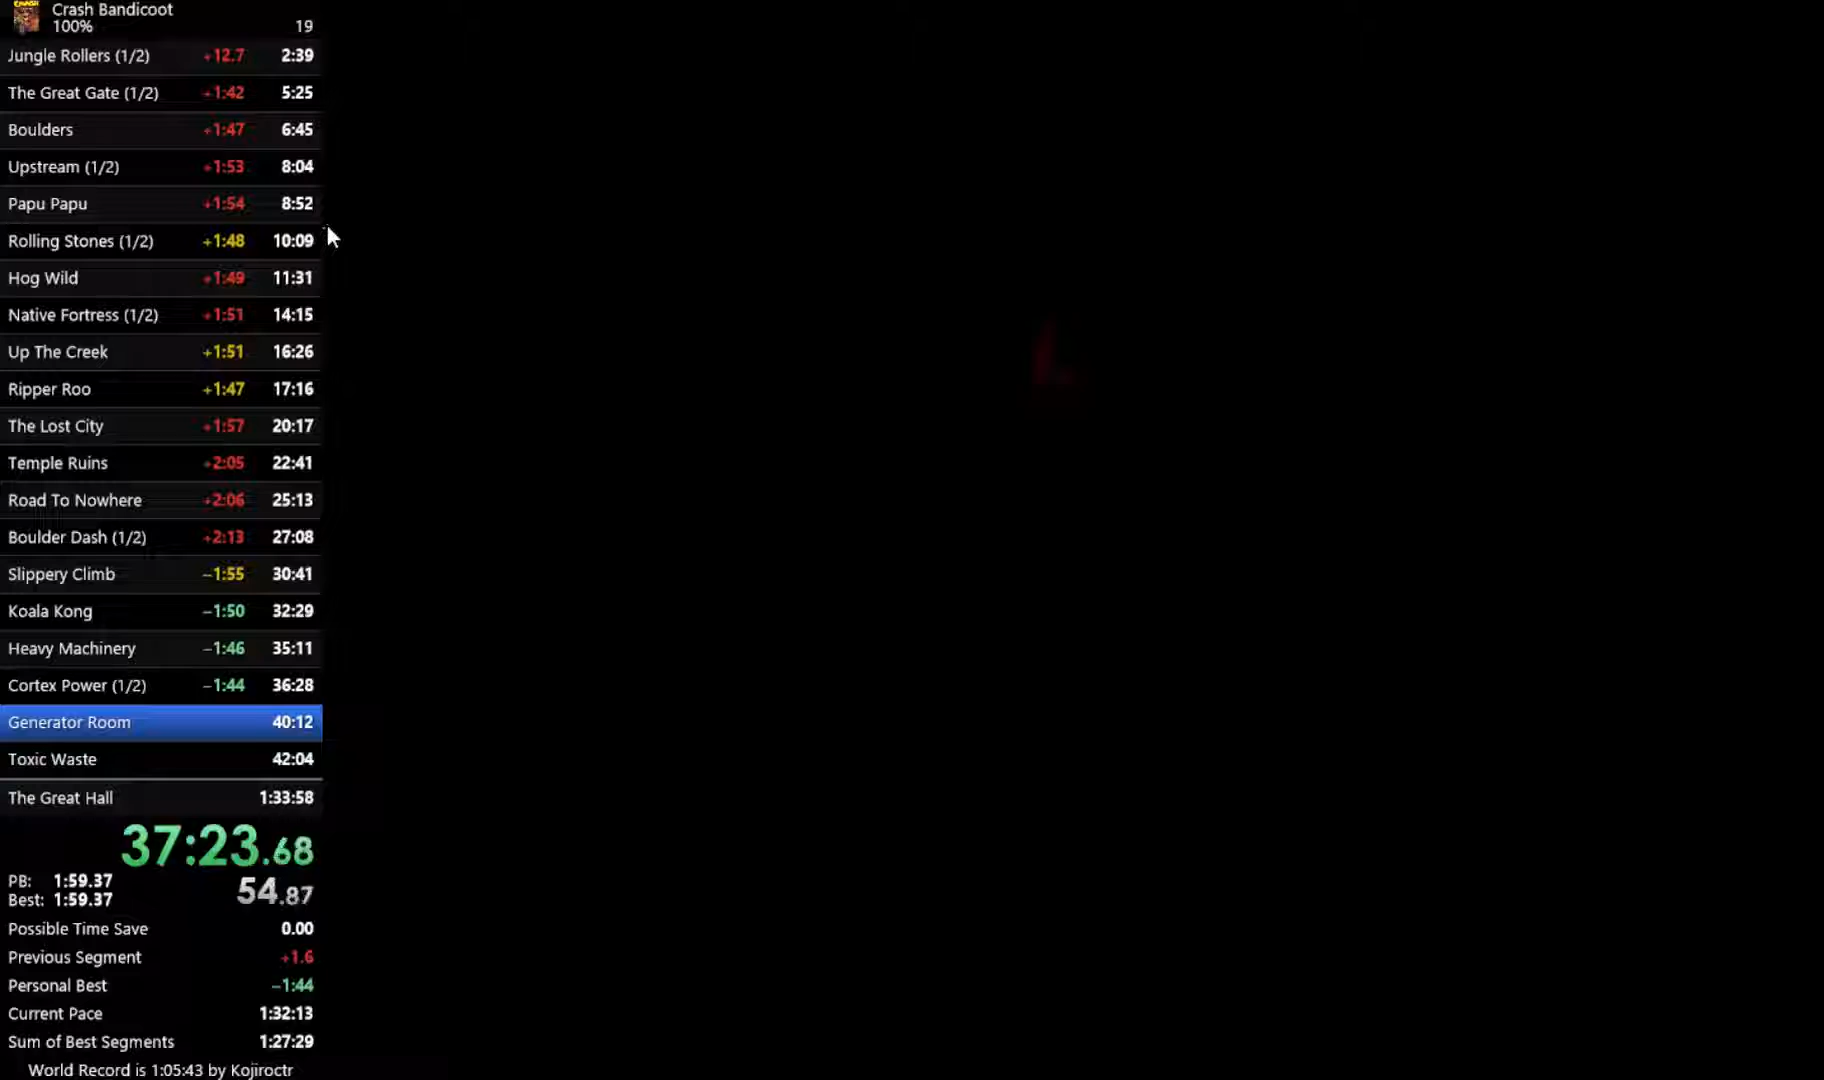 Crash Bandicoot
100% 19
Jungle Rollers (1/2) +12.7 2:39
The Great Gate (1/2) +1:42 5:25
Boulders +1:47 6:45
Upstream (1/2) +1:53 8:04
Papu Papu +1:54 8:52
Rolling Stones (1/2) +1:48 10:09
Hog Wild +1:49 11:31
Native Fortress (1/2) +1:51 14:15
Up The Creek +1:51 16:26
Ripper Roo +1:47 17:16
The Lost City +1:57 20:17
Temple Ruins +2:05 22:41
Road To Nowhere +2:06 25:13
Boulder Dash (1/2) +2:13 27:08
Slippery Climb −1:55 30:41
Koala Kong −1:50 32:29
Heavy Machinery −1:46 35:11
Cortex Power (1/2) −1:44 36:28
Generator Room 40:12
Toxic Waste 42:04
The Great Hall 1:33:58
37:23.68
PB: 1:59.37 54.87
Best: 1:59.37
Possible Time Save 0.00
Previous Segment +1.6
Personal Best −1:44
Current Pace 1:32:13
Sum of Best Segments 1:27:29
World Record is 1:05:43 by Kojiroctr